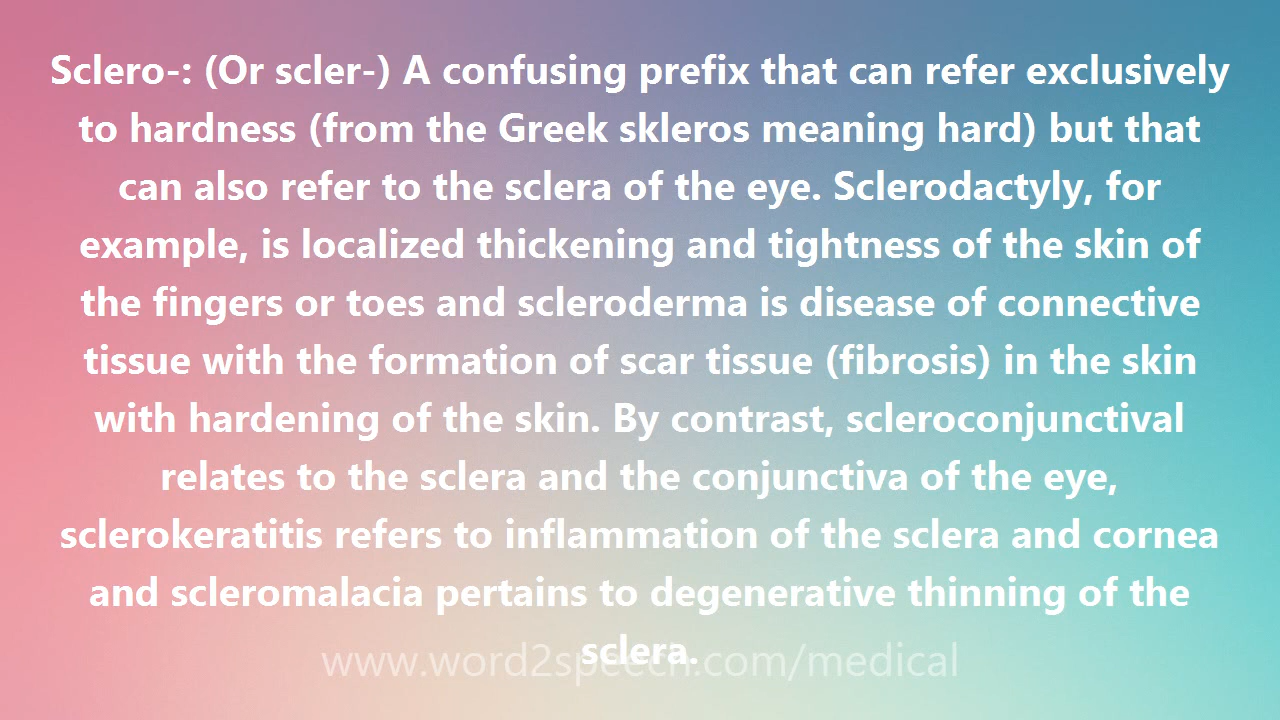 Sclero-: (Or scler-) A confusing prefix that can refer exclusively
to hardness (from the Greek skleros meaning hard) but that
can also refer to the sclera of the eye. Sclerodactyly, for
example, is localized thickening and tightness of the skin of
the fingers or toes and scleroderma is disease of connective
tissue with the formation of scar tissue (fibrosis) in the skin
with hardening of the skin. By contrast, scleroconjunctival
relates to the sclera and the conjunctiva of the eye,
sclerokeratitis refers to inflammation of the sclera and cornea
and scleromalacia pertains to degenerative thinning of the
sclera.
www.word2speech.com/medical